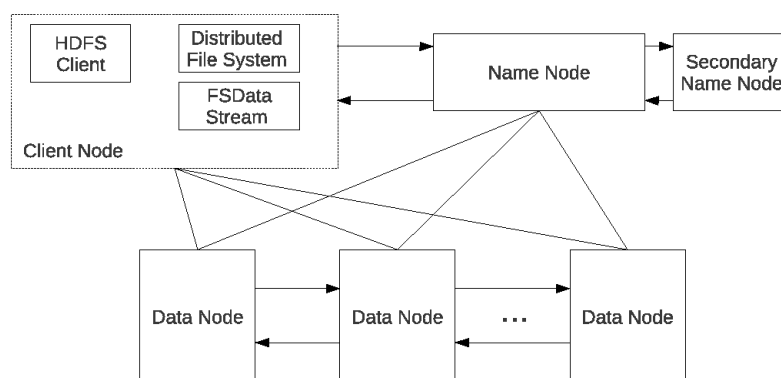 HDFS
Client
Distributed
File System
FSData
Stream
Client Node
Name Node
Secondary
Name Node
Data Node
Data Node
...
Data Node